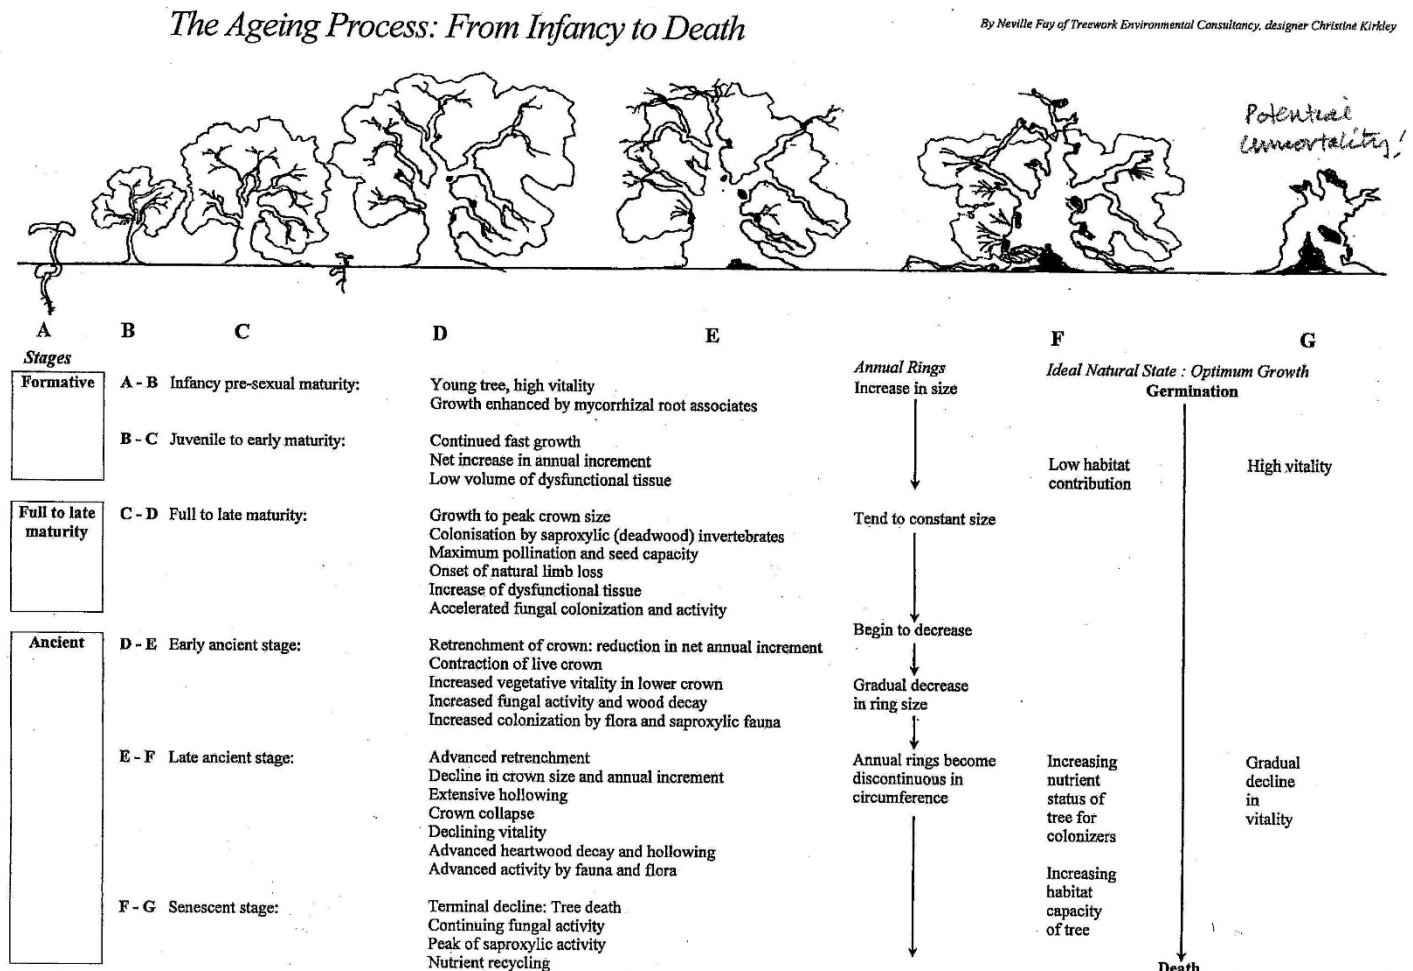 The Ageing Process: From Infancy to Death
By Neville Fay of Treework Environmental Consultancy, designer Christine Kirkley
Potential
immortality!
A B C D E F G
Stages
Formative
A - B Infancy pre-sexual maturity:
Young tree, high vitality
Growth enhanced by mycorrhizal root associates
B - C Juvenile to early maturity:
Continued fast growth
Net increase in annual increment
Low volume of dysfunctional tissue
Full to late
maturity
C - D Full to late maturity:
Growth to peak crown size
Colonisation by saproxylic (deadwood) invertebrates
Maximum pollination and seed capacity
Onset of natural limb loss
Increase of dysfunctional tissue
Accelerated fungal colonization and activity
Ancient
D - E Early ancient stage:
Retrenchment of crown: reduction in net annual increment
Contraction of live crown
Increased vegetative vitality in lower crown
Increased fungal activity and wood decay
Increased colonization by flora and saproxylic fauna
E - F Late ancient stage:
Advanced retrenchment
Decline in crown size and annual increment
Extensive hollowing
Crown collapse
Declining vitality
Advanced heartwood decay and hollowing
Advanced activity by fauna and flora
F - G Senescent stage:
Terminal decline: Tree death
Continuing fungal activity
Peak of saproxylic activity
Nutrient recycling
Annual Rings
Increase in size
Tend to constant size
Begin to decrease
Gradual decrease
in ring size
Annual rings become
discontinuous in
circumference
Ideal Natural State : Optimum Growth
Germination
Low habitat
contribution
High vitality
Increasing
nutrient
status of
tree for
colonizers
Increasing
habitat
capacity
of tree
Gradual
decline
in
vitality
Death